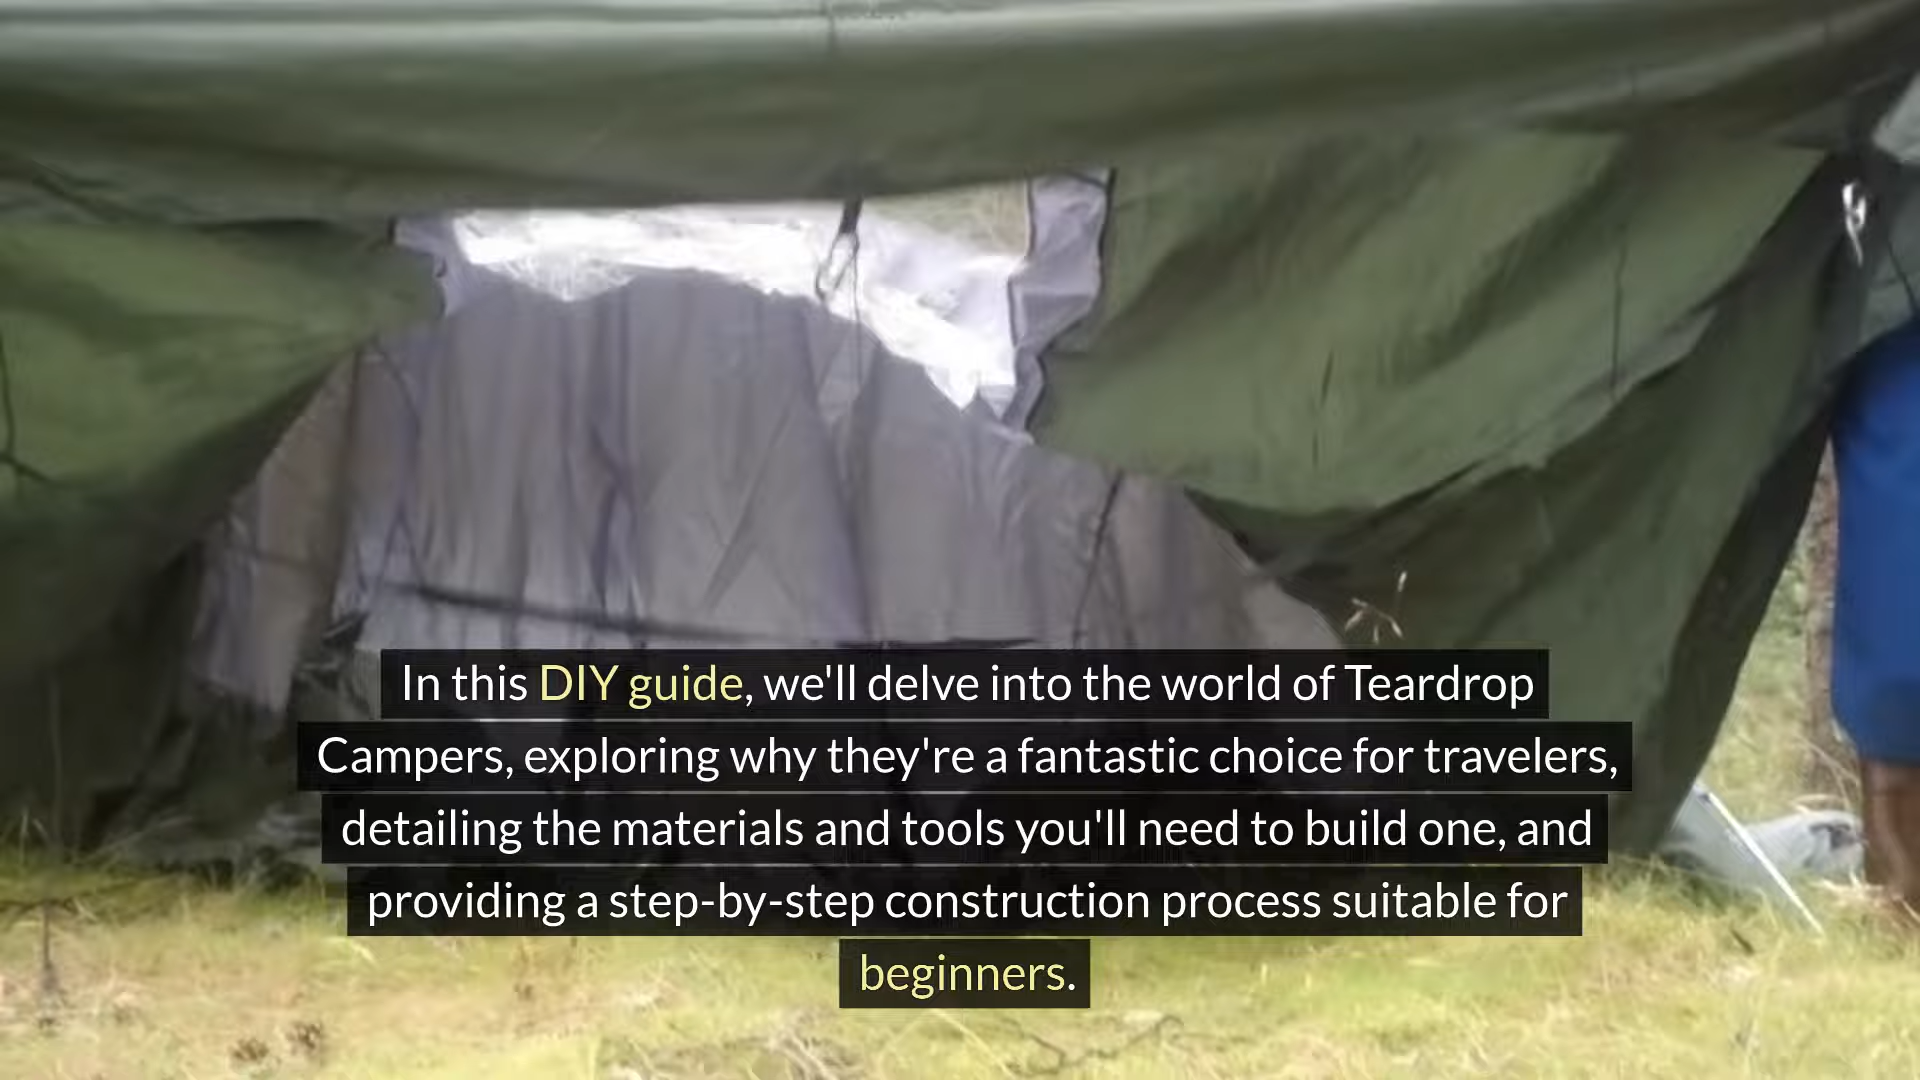 In this DIY guide, we'll delve into the world of Teardrop
Campers, exploring why they're a fantastic choice for travelers,
detailing the materials and tools you'll need to build one, and
providing a step-by-step construction process suitable for
beginners.